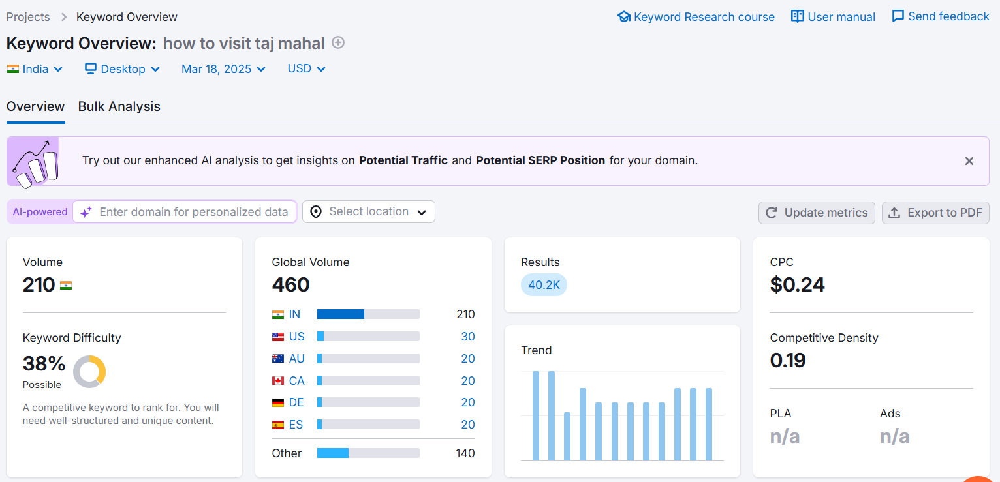 Projects > Keyword Overview
Keyword Research course User manual Send feedback
Keyword Overview: how to visit taj mahal
India Desktop Mar 18, 2025 USD
Overview Bulk Analysis
Try out our enhanced AI analysis to get insights on Potential Traffic and Potential SERP Position for your domain.
AI-powered Enter domain for personalized data Select location
Update metrics Export to PDF
Volume
210
Keyword Difficulty
38%
Possible
A competitive keyword to rank for. You will
need well-structured and unique content.
Global Volume
460
IN 210
US 30
AU 20
CA 20
DE 20
ES 20
Other 140
Results
40.2K
Trend
CPC
$0.24
Competitive Density
0.19
PLA Ads
n/a n/a